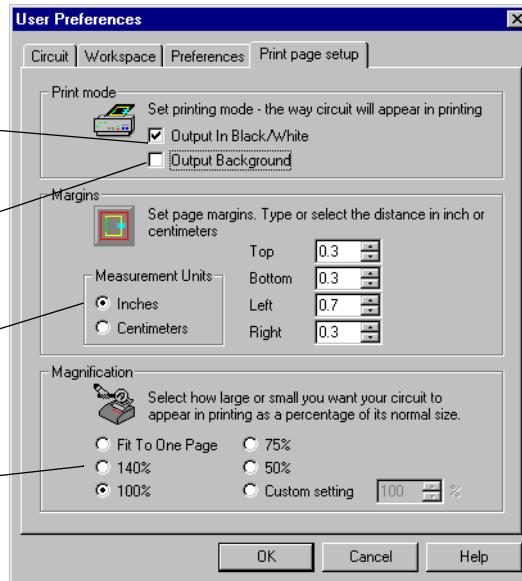 User Preferences
Circuit Workspace Preferences Print page setup
Print mode
Set printing mode - the way circuit will appear in printing
Output In Black/White
Output Background
Margins
Set page margins. Type or select the distance in inch or
centimeters
Measurement Units
Inches
Centimeters
Top 0.3
Bottom 0.3
Left 0.7
Right 0.3
Magnification
Select how large or small you want your circuit to
appear in printing as a percentage of its normal size.
Fit To One Page 75%
140% 50%
100% Custom setting 100 %
OK Cancel Help